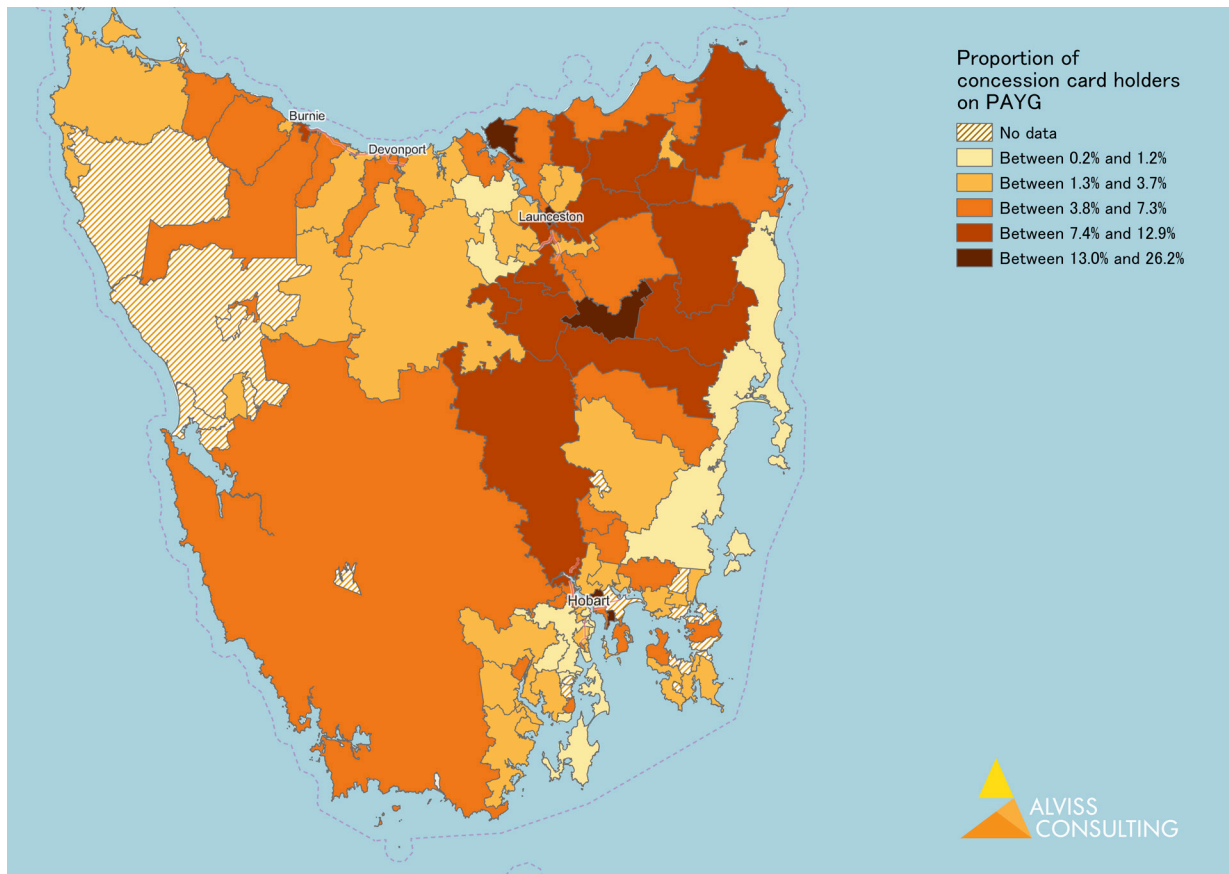 Proportion of
concession card holders
on PAYG
No data
Between 0.2% and 1.2%
Between 1.3% and 3.7%
Between 3.8% and 7.3%
Between 7.4% and 12.9%
Between 13.0% and 26.2%
Burnie
Devonport
Launceston
Hobart
ALVISS
CONSULTING